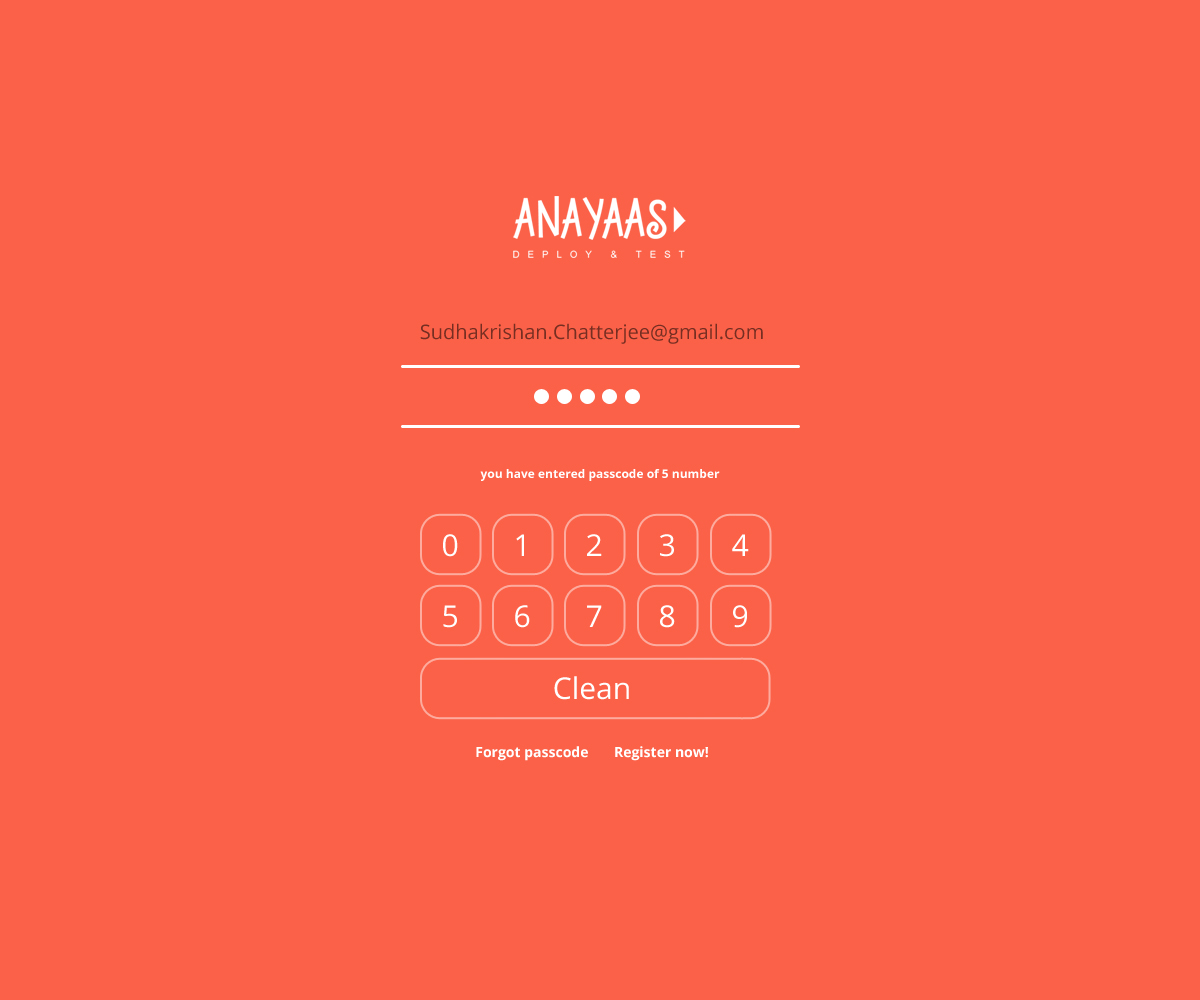 ANAYAAS
DEPLOY & TEST
Sudhakrishan.Chatterjee@gmail.com
you have entered passcode of 5 number
0 1 2 3 4
5 6 7 8 9
Clean
Forgot passcode Register now!